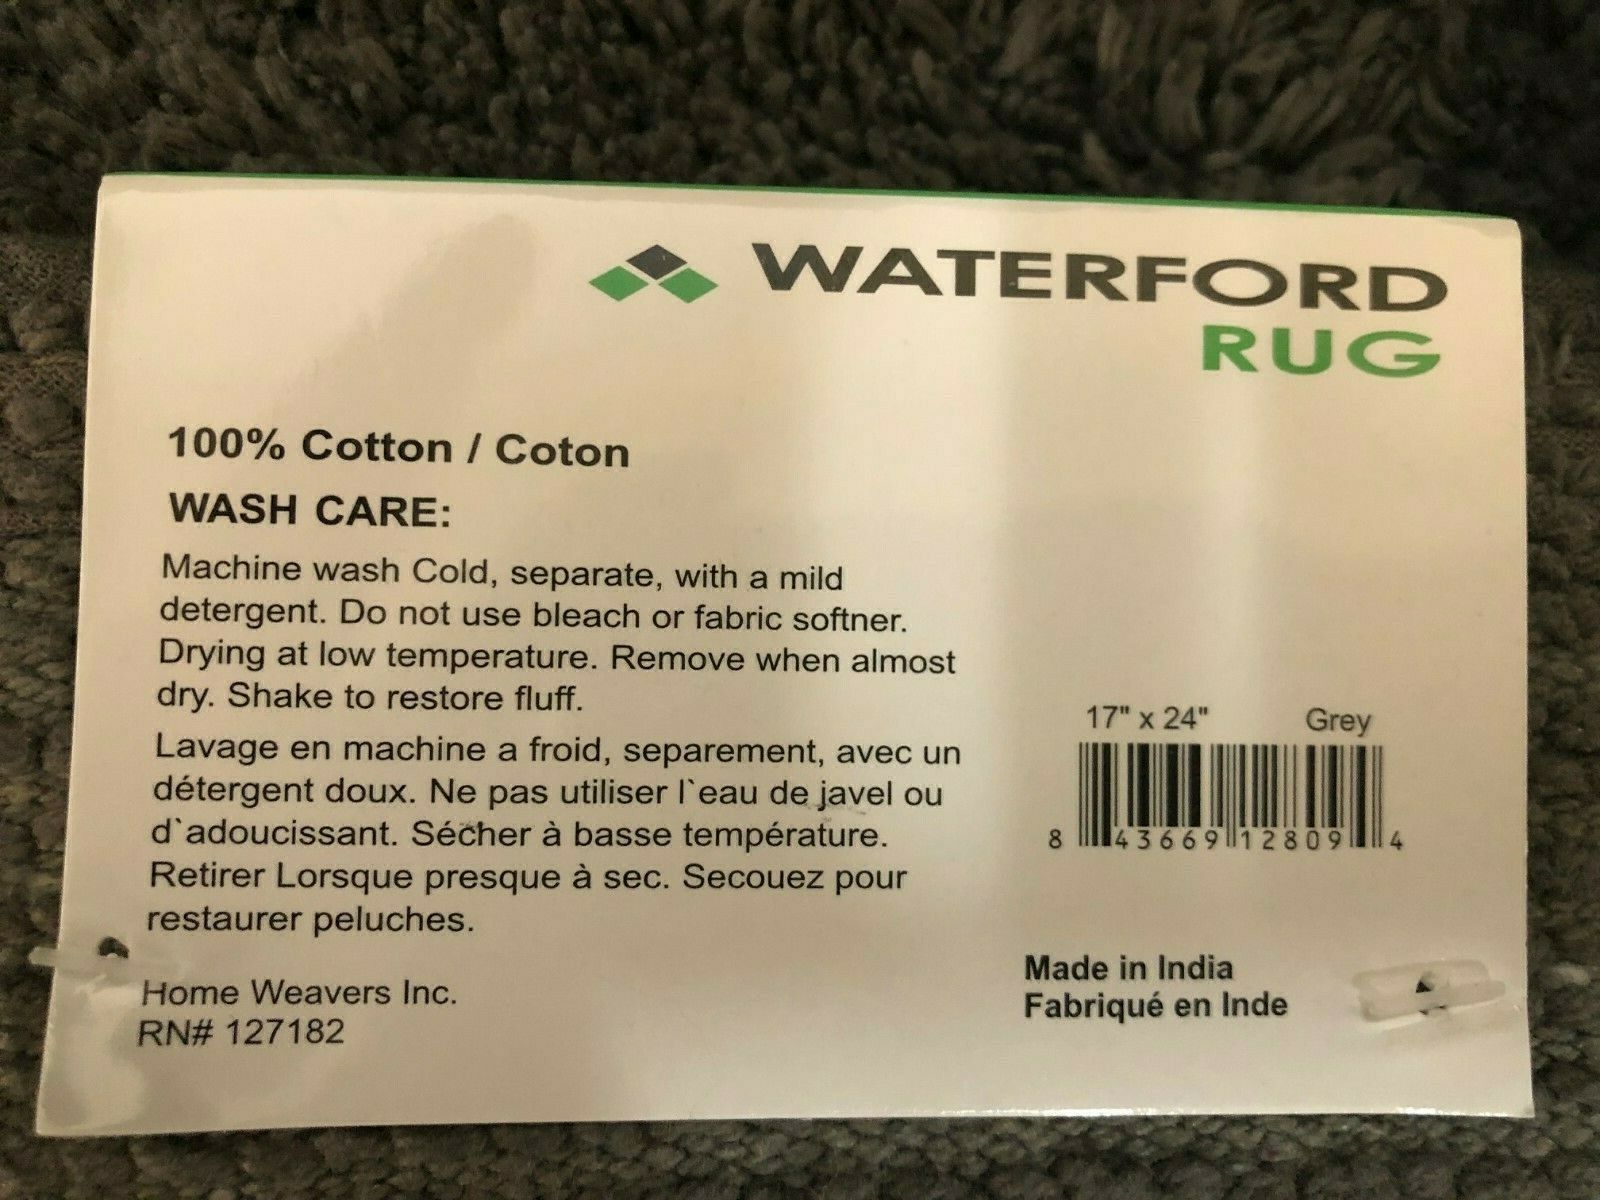 WATERFORD
RUG
100% Cotton / Coton
WASH CARE:
Machine wash Cold, separate, with a mild
detergent. Do not use bleach or fabric softner.
Drying at low temperature. Remove when almost
dry. Shake to restore fluff.
Lavage en machine a froid, separement, avec un
détergent doux. Ne pas utiliser l`eau de javel ou
d`adoucissant. Sécher à basse température.
Retirer Lorsque presque à sec. Secouez pour
restaurer peluches.
Home Weavers Inc.
RN# 127182
17" x 24" Grey
8 43669 12809 4
Made in India
Fabriqué en Inde